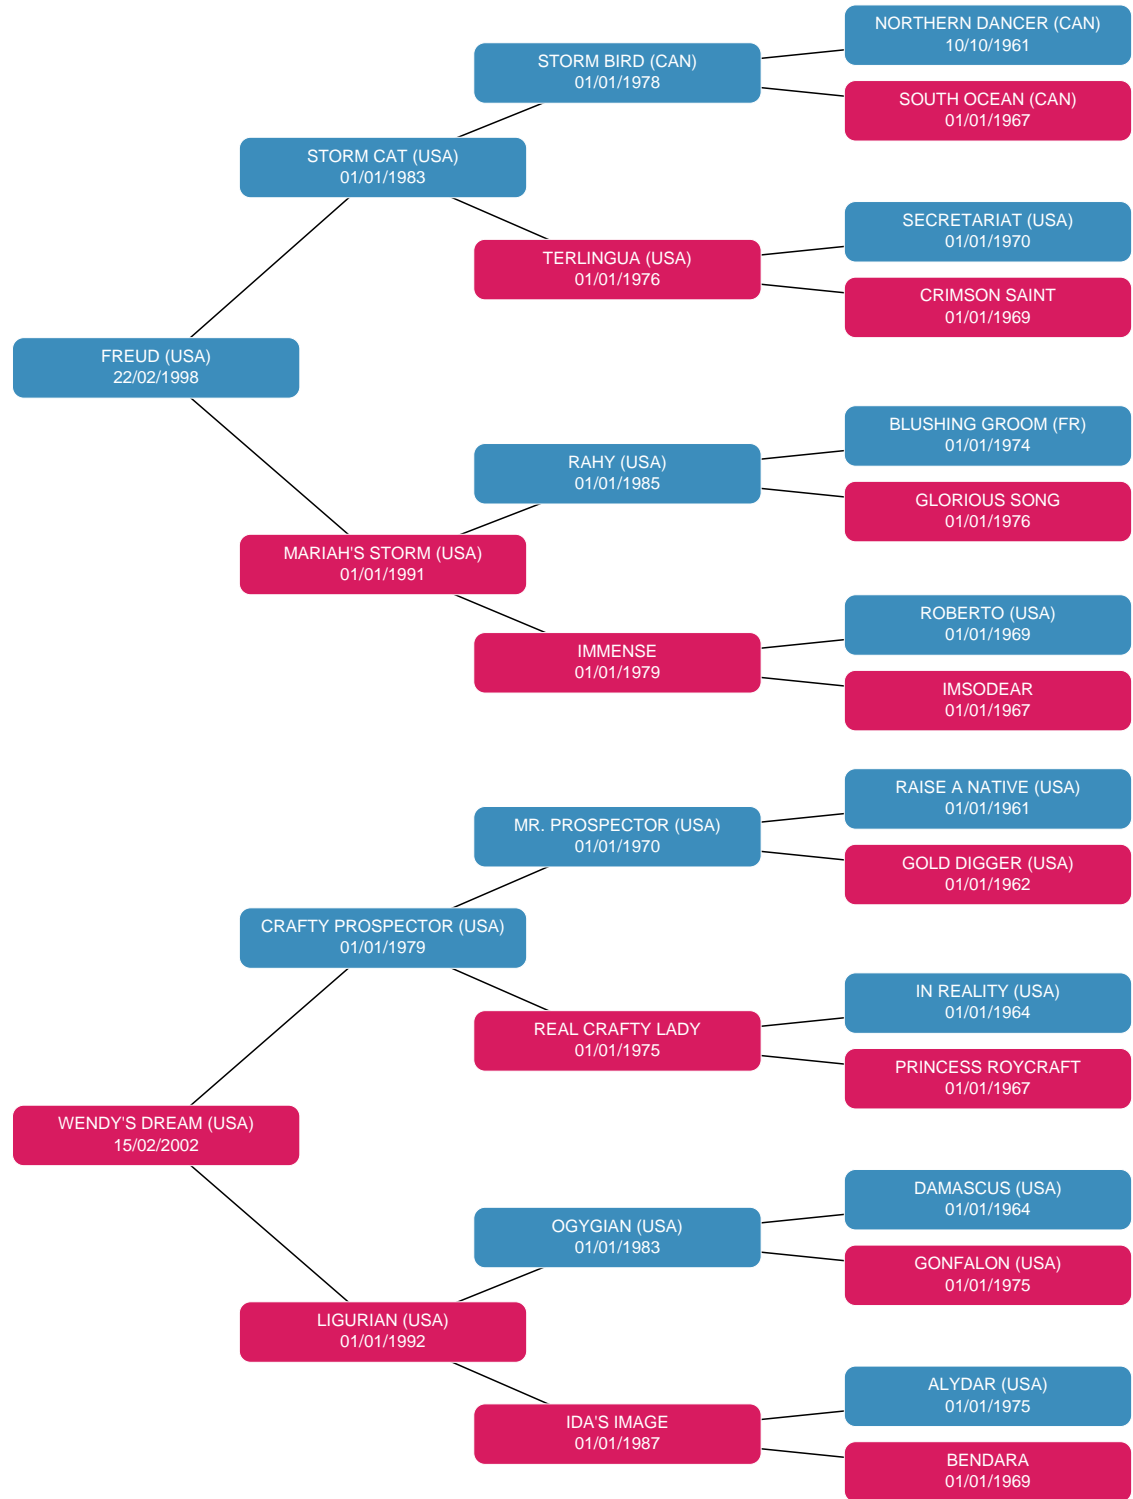 NORTHERN DANCER (CAN)
10/10/1961
STORM BIRD (CAN)
01/01/1978
SOUTH OCEAN (CAN)
01/01/1967
STORM CAT (USA)
01/01/1983
SECRETARIAT (USA)
01/01/1970
TERLINGUA (USA)
01/01/1976
CRIMSON SAINT
01/01/1969
FREUD (USA)
22/02/1998
BLUSHING GROOM (FR)
01/01/1974
RAHY (USA)
01/01/1985
GLORIOUS SONG
01/01/1976
MARIAH'S STORM (USA)
01/01/1991
ROBERTO (USA)
01/01/1969
IMMENSE
01/01/1979
IMSODEAR
01/01/1967
RAISE A NATIVE (USA)
01/01/1961
MR. PROSPECTOR (USA)
01/01/1970
GOLD DIGGER (USA)
01/01/1962
CRAFTY PROSPECTOR (USA)
01/01/1979
IN REALITY (USA)
01/01/1964
REAL CRAFTY LADY
01/01/1975
PRINCESS ROYCRAFT
01/01/1967
WENDY'S DREAM (USA)
15/02/2002
DAMASCUS (USA)
01/01/1964
OGYGIAN (USA)
01/01/1983
GONFALON (USA)
01/01/1975
LIGURIAN (USA)
01/01/1992
ALYDAR (USA)
01/01/1975
IDA'S IMAGE
01/01/1987
BENDARA
01/01/1969